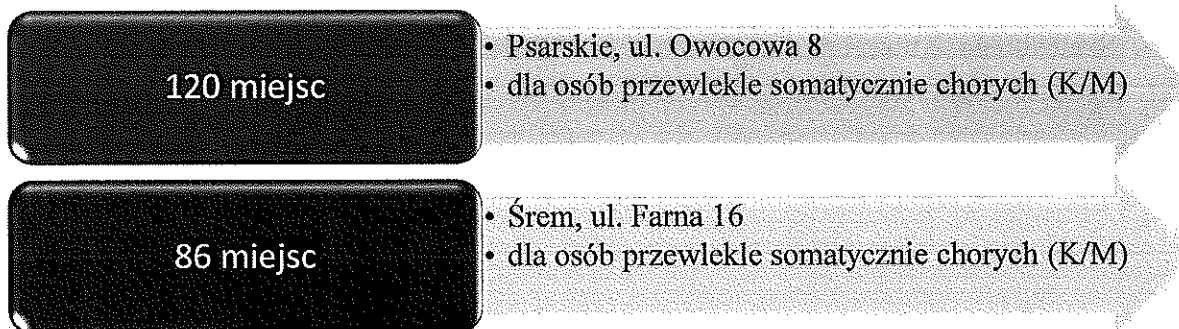 120 miejsc
• Psarskie, ul. Owocowa 8
• dla osób przewlekle somatycznie chorych (K/M)
86 miejsc
• Śrem, ul. Farna 16
• dla osób przewlekle somatycznie chorych (K/M)